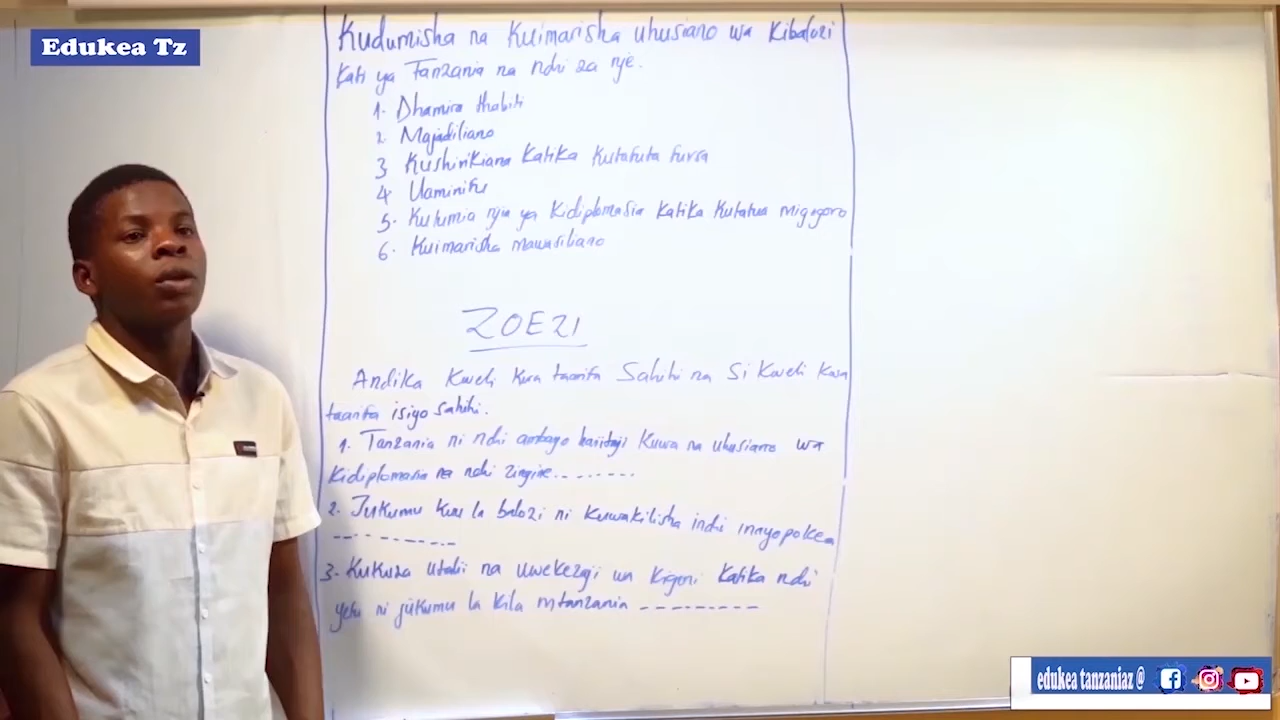 Edukea Tz
Kudumisha na Kuimarisha uhusiano wa Kibalozi
Kati ya Tanzania na nchi za nje.
1. Dhamira thabiti
2. Majadiliano
3 Kushirikiana Katika Kutafuta fursa
4 Uaminifu
5. Kutumia njia ya Kidiplomasia Katika Kutatua migogoro
6. Kuimarisha mawasiliano
ZOEZI
Andika Kweli Kwa taarifa Sahihi na Si Kweli Kwa
taarifa isiyo sahihi.
1. Tanzania ni nchi ambayo haiitaji Kuwa na uhusiano wa
Kidiplomasia na nchi zingine.........
2. Jukumu kuu la balozi ni Kuwakilisha inchi inayopokea
---------
3. Kukuza utalii na uwekezaji wa Kigeni Katika nchi
yetu ni jukumu la Kila mtanzania ---------
edukea tanzaniaz @